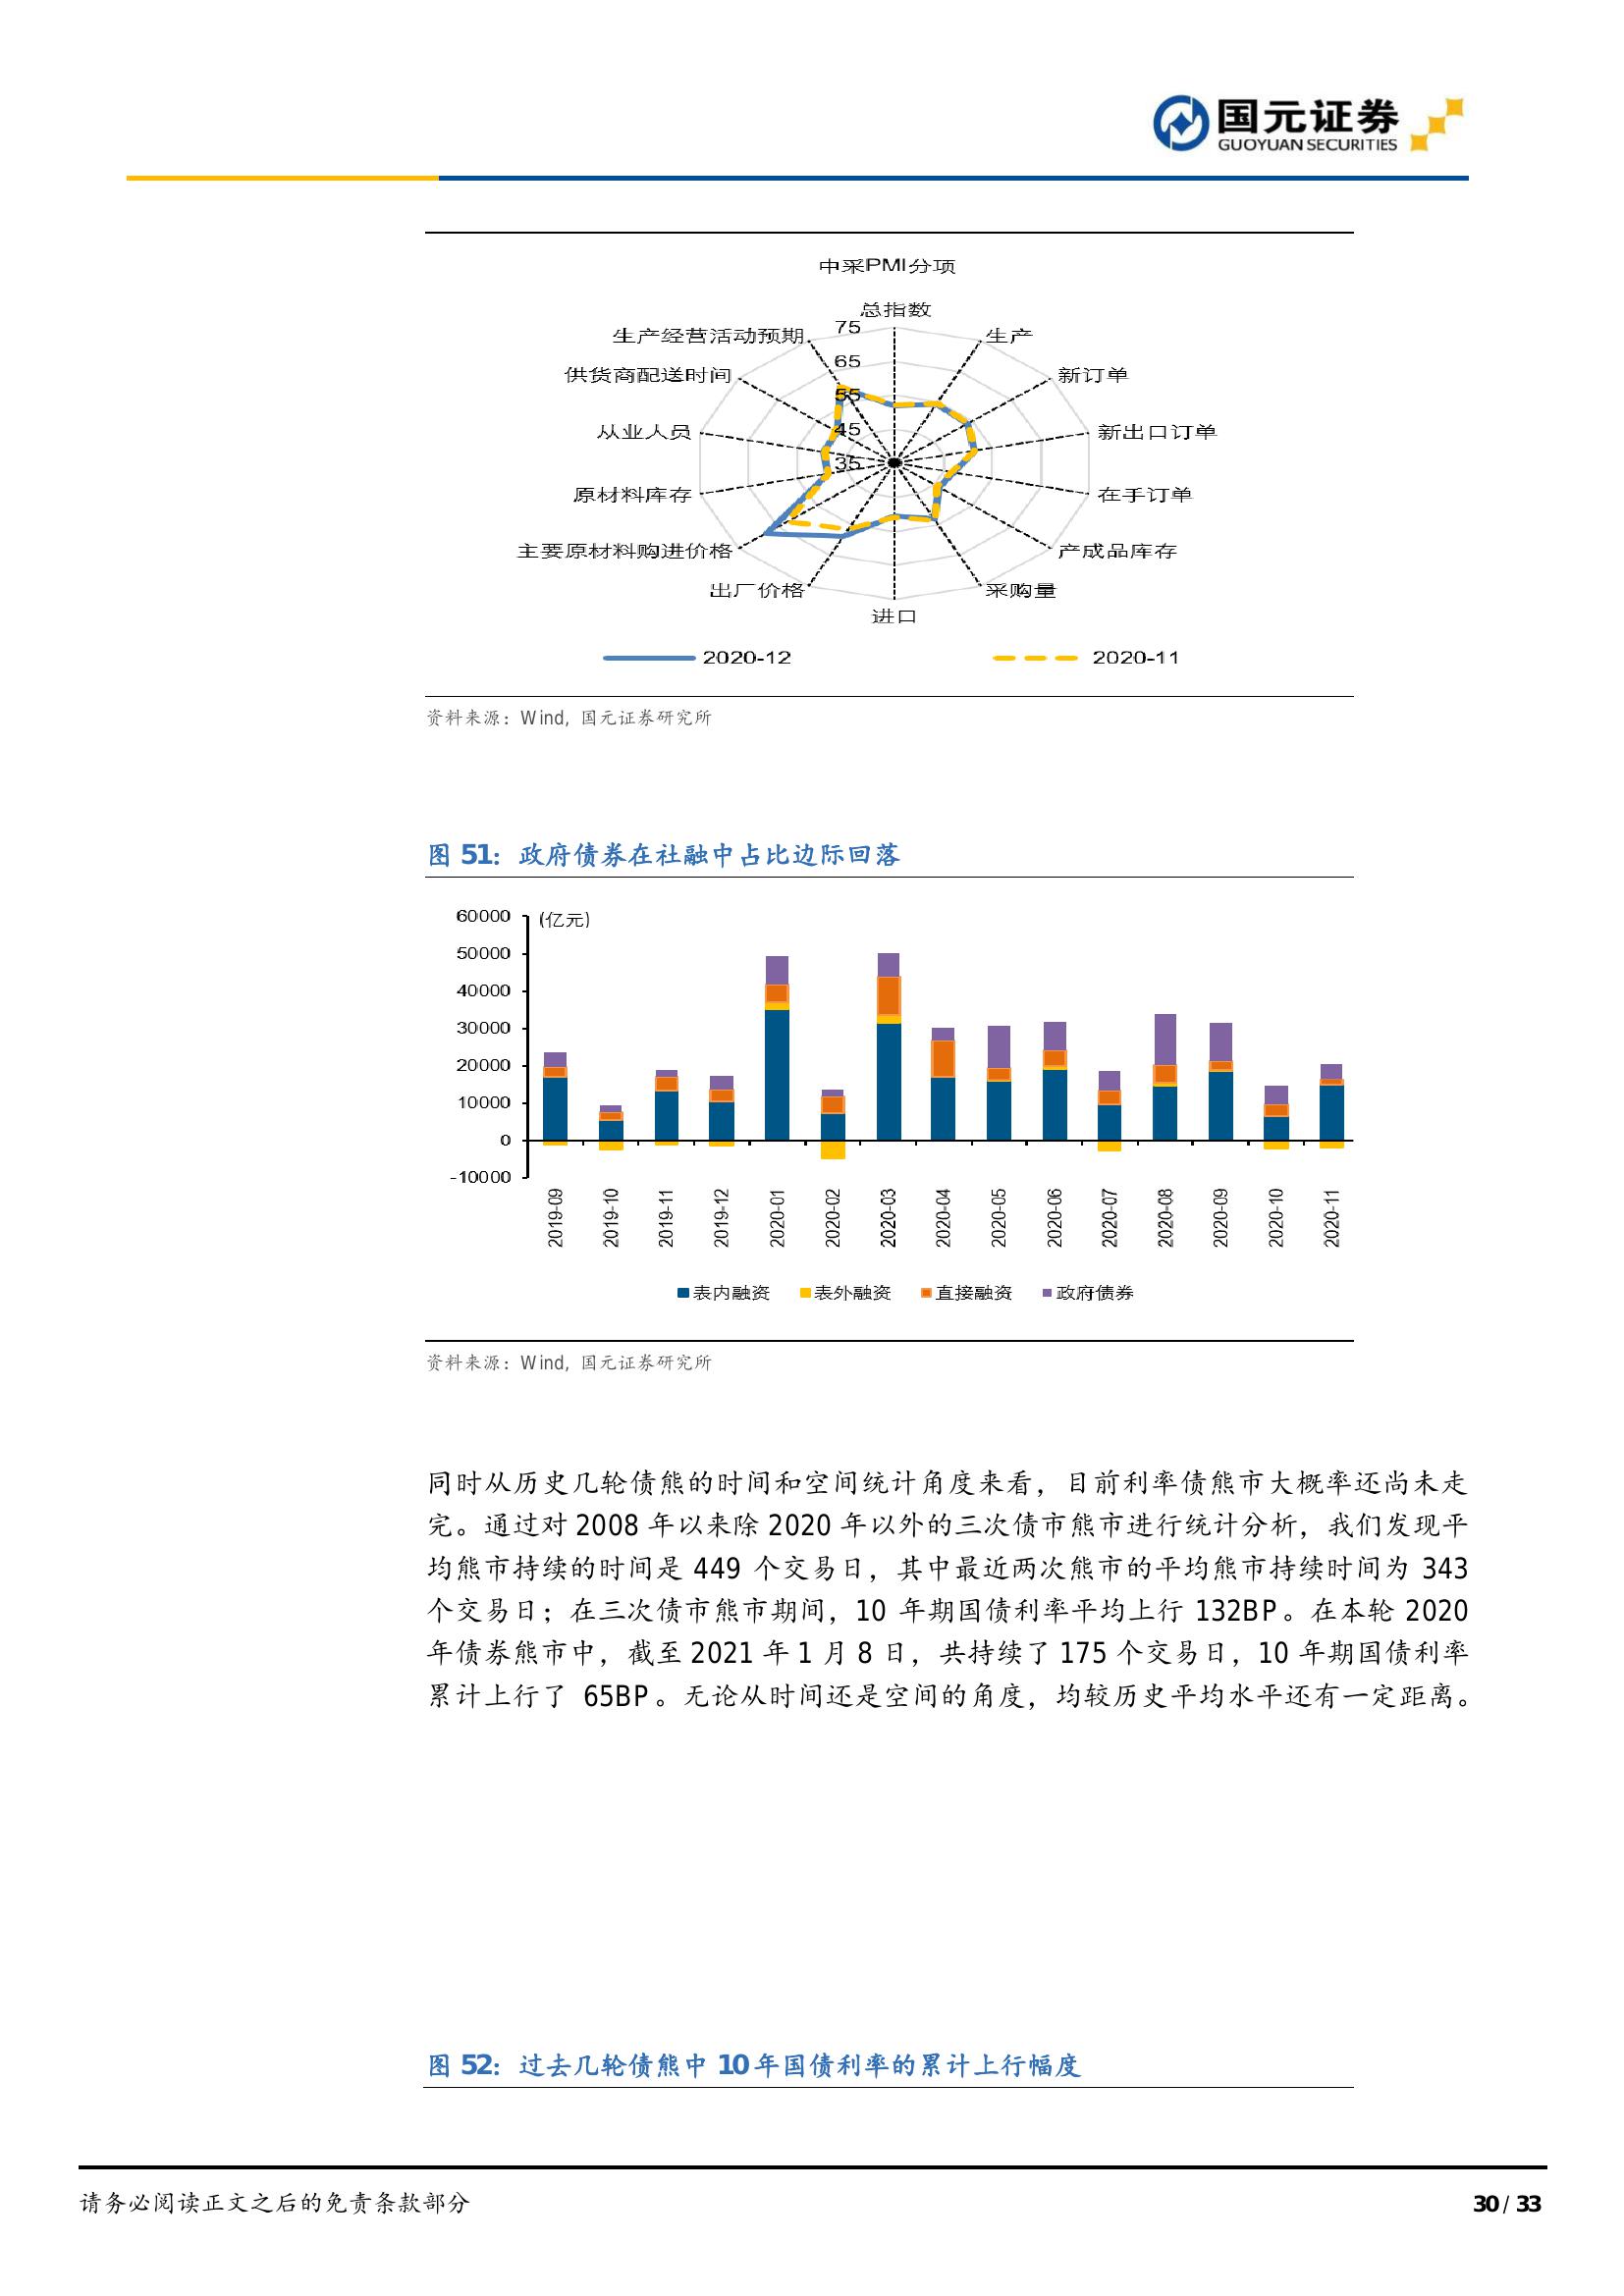 国元证券
GUOYUAN SECURITIES
中采PMI分项
总指数
生产
新订单
新出口订单
在手订单
产成品库存
采购量
进口
出厂价格
主要原材料购进价格
原材料库存
从业人员
供货商配送时间
生产经营活动预期
75
65
55
45
35
2020-12
2020-11
资料来源：Wind，国元证券研究所
图 51：政府债券在社融中占比边际回落
(亿元)
60000
50000
40000
30000
20000
10000
0
-10000
2019-09
2019-10
2019-11
2019-12
2020-01
2020-02
2020-03
2020-04
2020-05
2020-06
2020-07
2020-08
2020-09
2020-10
2020-11
表内融资 表外融资 直接融资 政府债券
资料来源：Wind，国元证券研究所
同时从历史几轮债熊的时间和空间统计角度来看，目前利率债熊市大概率还尚未走
完。通过对 2008 年以来除 2020 年以外的三次债市熊市进行统计分析，我们发现平
均熊市持续的时间是 449 个交易日，其中最近两次熊市的平均熊市持续时间为 343
个交易日；在三次债市熊市期间，10 年期国债利率平均上行 132BP。在本轮 2020
年债券熊市中，截至 2021 年 1 月 8 日，共持续了 175 个交易日，10 年期国债利率
累计上行了 65BP。无论从时间还是空间的角度，均较历史平均水平还有一定距离。
图 52：过去几轮债熊中 10 年国债利率的累计上行幅度
请务必阅读正文之后的免责条款部分
30 / 33